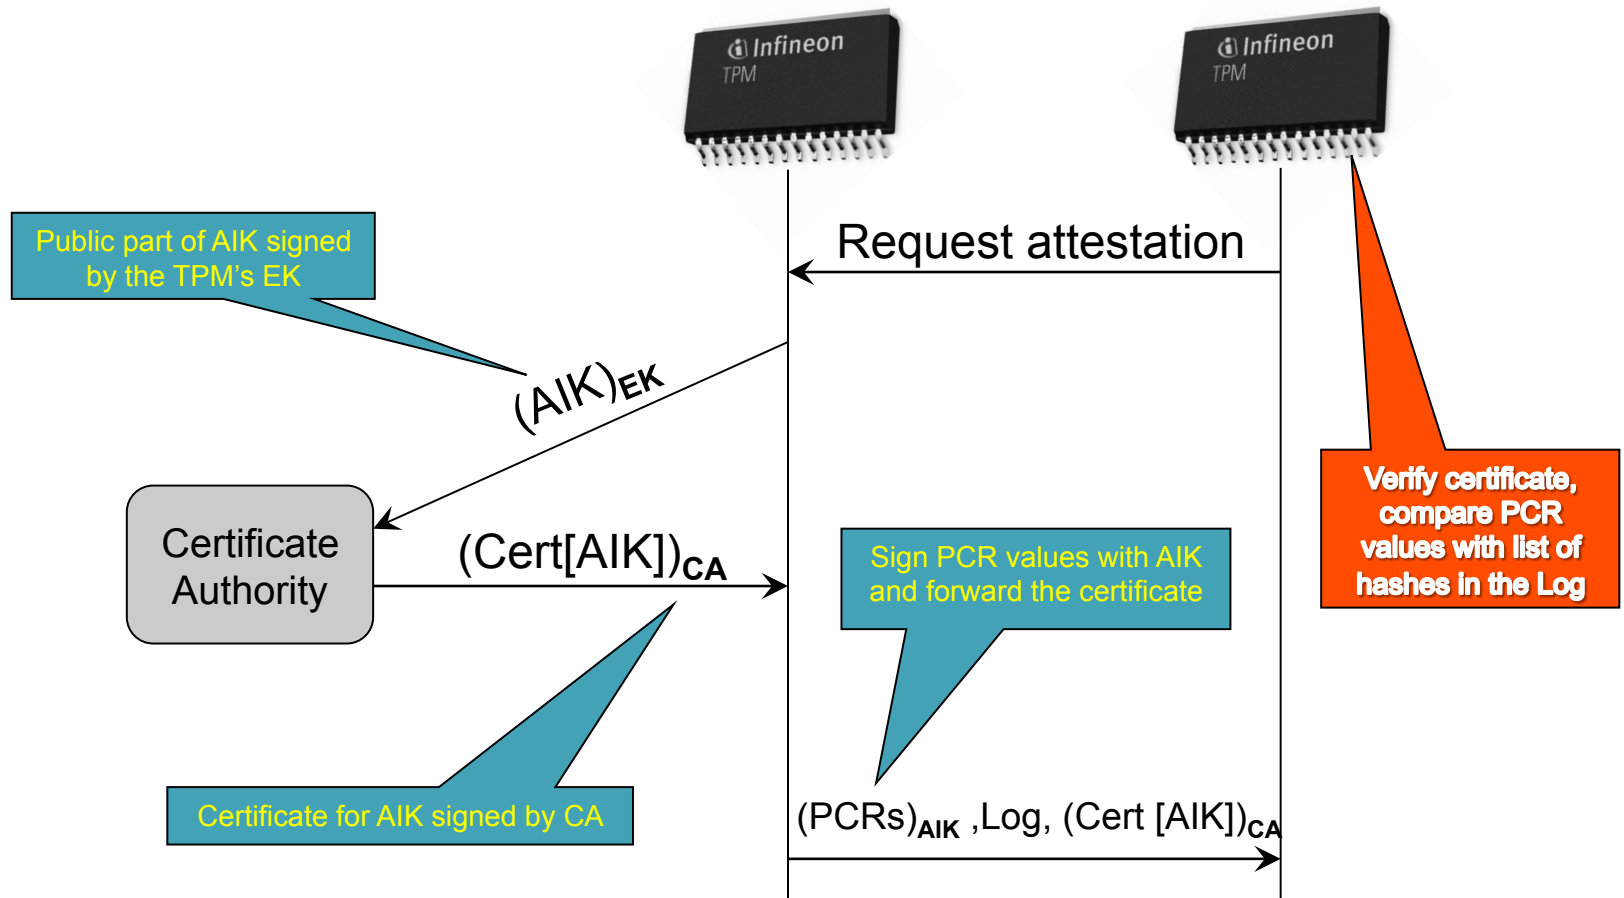 Infineon
TPM
Infineon
TPM
Request attestation
Public part of AIK signed
by the TPM's EK
(AIK)EK
Certificate
Authority
(Cert[AIK])CA
Sign PCR values with AIK
and forward the certificate
Verify certificate,
compare PCR
values with list of
hashes in the Log
Certificate for AIK signed by CA
(PCRs)AIK ,Log, (Cert [AIK])CA